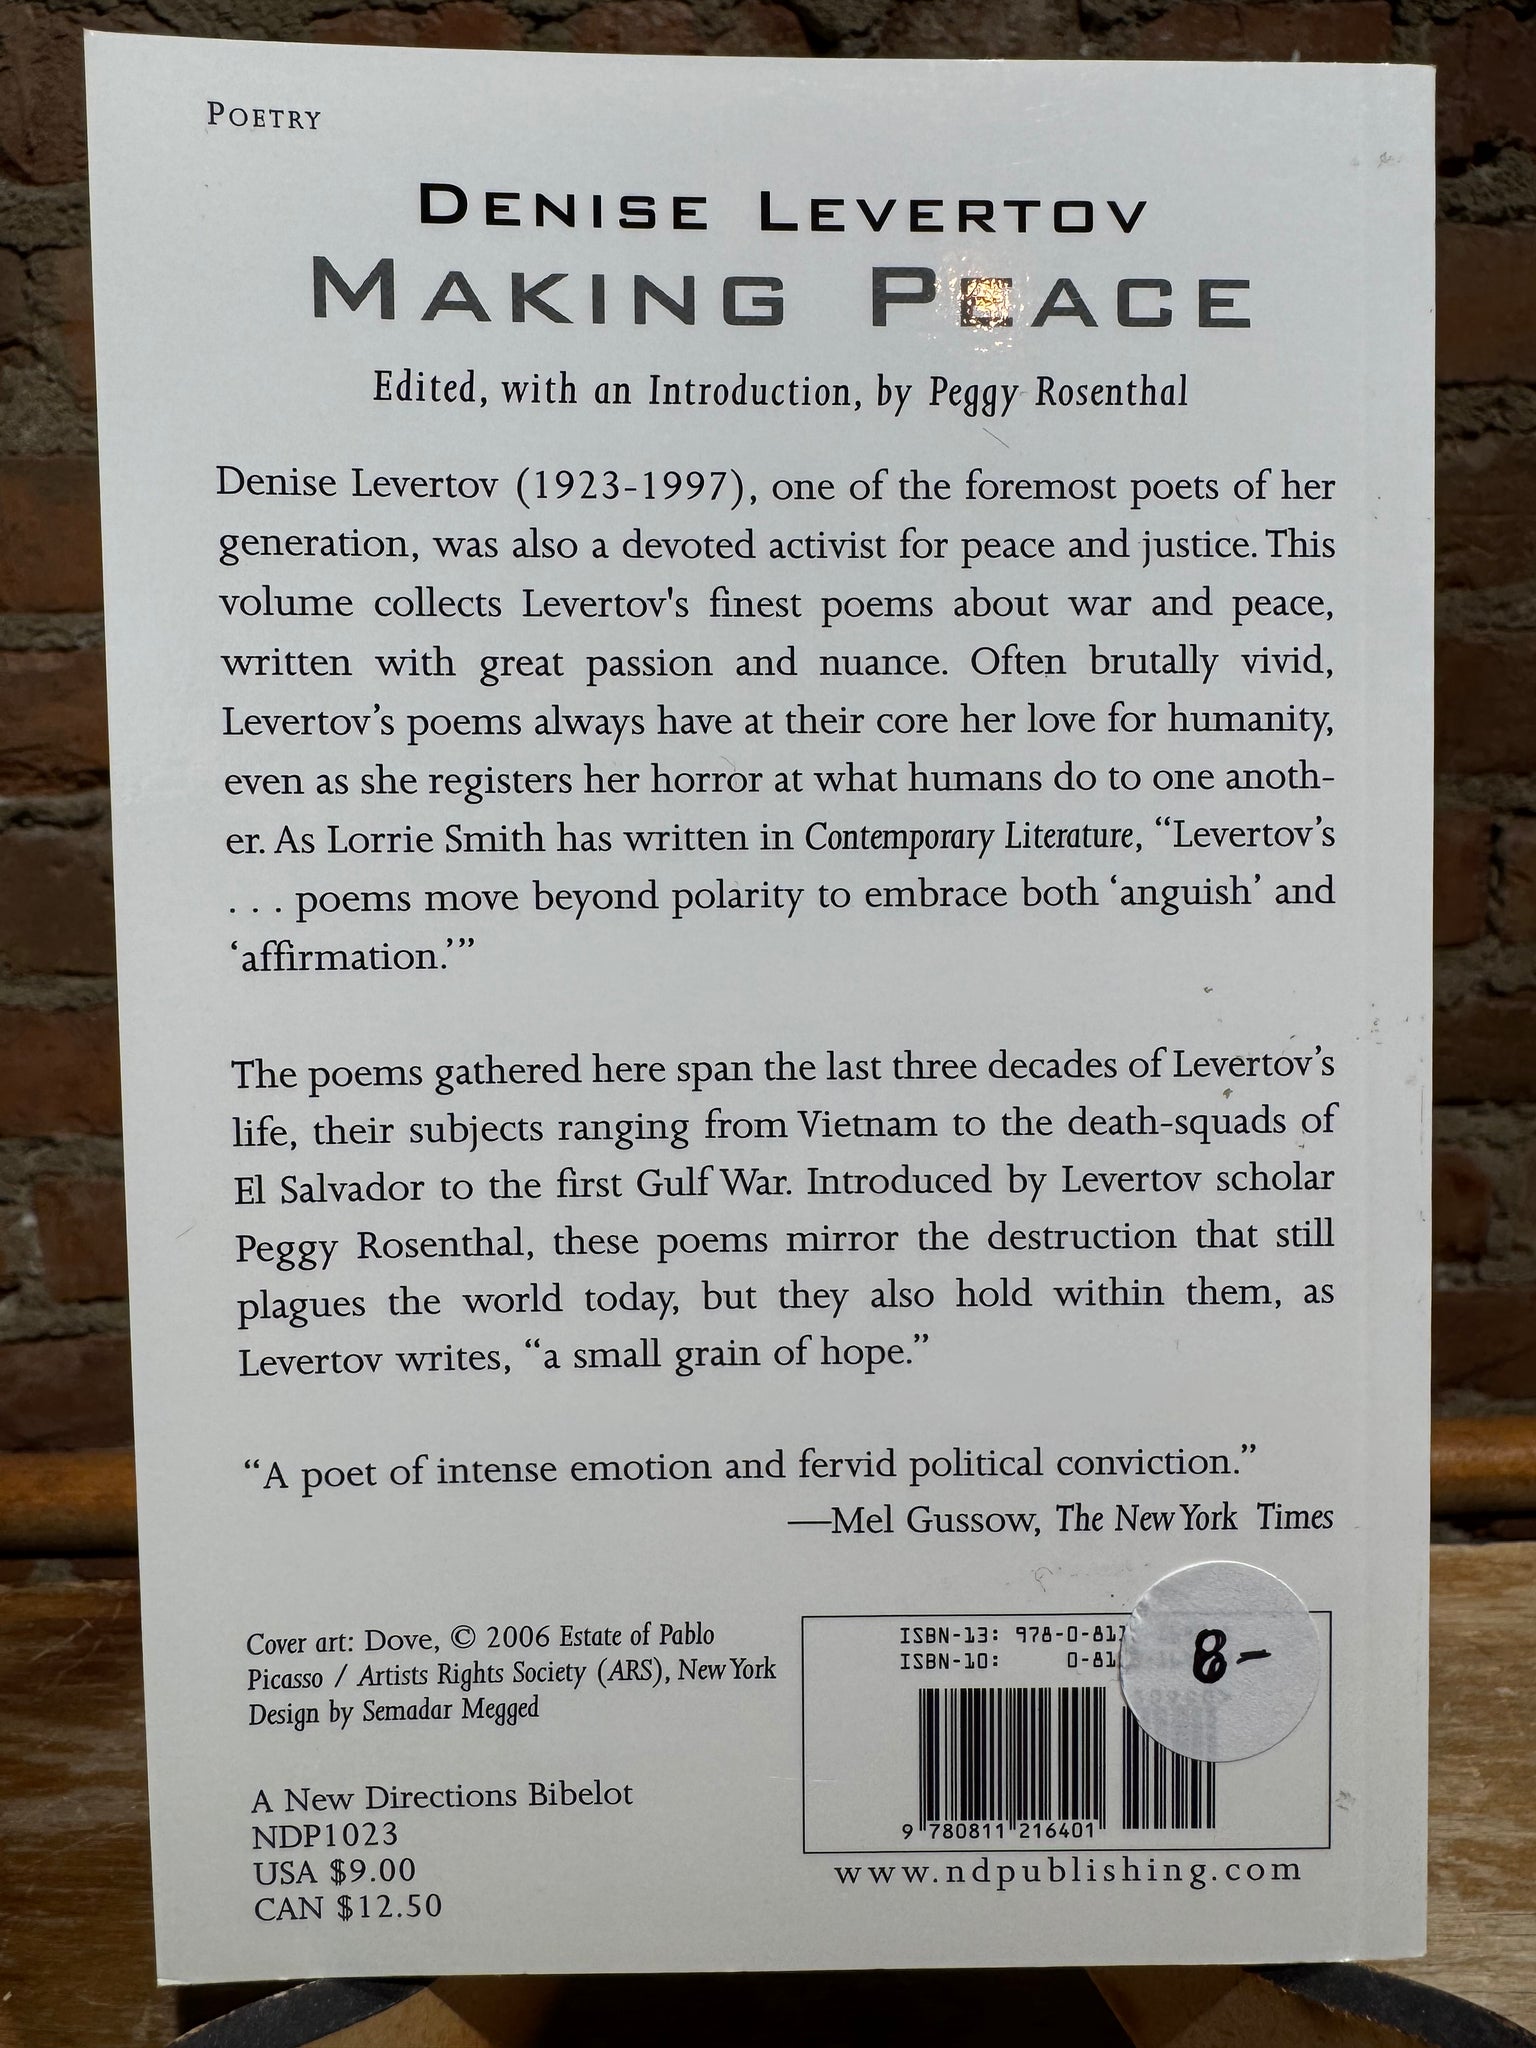 POETRY
DENISE LEVERTOV
MAKING PEACE
Edited, with an Introduction, by Peggy Rosenthal
Denise Levertov (1923-1997), one of the foremost poets of her
generation, was also a devoted activist for peace and justice. This
volume collects Levertov's finest poems about war and peace,
written with great passion and nuance. Often brutally vivid,
Levertov’s poems always have at their core her love for humanity,
even as she registers her horror at what humans do to one anoth-
er. As Lorrie Smith has written in Contemporary Literature, “Levertov’s
. . . poems move beyond polarity to embrace both ‘anguish’ and
‘affirmation.’”
The poems gathered here span the last three decades of Levertov’s
life, their subjects ranging from Vietnam to the death-squads of
El Salvador to the first Gulf War. Introduced by Levertov scholar
Peggy Rosenthal, these poems mirror the destruction that still
plagues the world today, but they also hold within them, as
Levertov writes, “a small grain of hope.”
“A poet of intense emotion and fervid political conviction.”
—Mel Gussow, The New York Times
Cover art: Dove, © 2006 Estate of Pablo
Picasso / Artists Rights Society (ARS), New York
Design by Semadar Megged
A New Directions Bibelot
NDP1023
USA $9.00
CAN $12.50
ISBN-13: 978-0-811
ISBN-10: 0-81
8-
9 780811 216401
www.ndpublishing.com